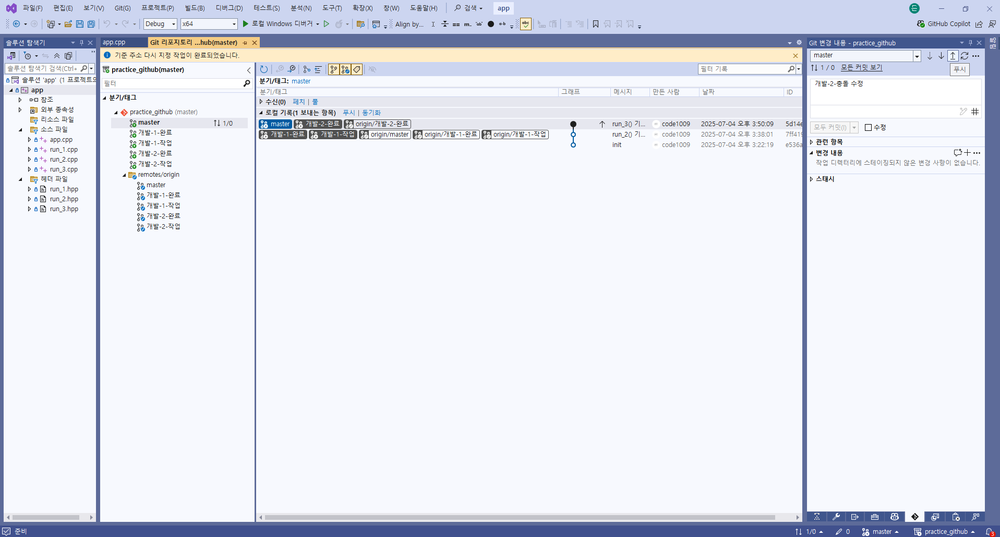 파일(F) 편집(E) 보기(V) Git(G) 프로젝트(P) 빌드(B) 디버그(D) 테스트(S) 분석(N) 도구(T) 확장(X) 창(W) 도움말(H) 검색 app
Debug x64 로컬 Windows 디버거 Align by... GitHub Copilot
솔루션 탐색기
솔루션 탐색기 검색(Ctrl+
솔루션 'app' (1 프로젝트의
app
참조
외부 종속성
리소스 파일
소스 파일
app.cpp
run_1.cpp
run_2.cpp
run_3.cpp
헤더 파일
run_1.hpp
run_2.hpp
run_3.hpp
app.cpp Git 리포지토리 ...hub(master)
기준 주소 다시 지정 작업이 완료되었습니다.
practice_github(master)
필터
분기/태그
practice_github (master)
master 1/0
개발-1-완료
개발-1-작업
개발-2-완료
개발-2-작업
remotes/origin
master
개발-1-완료
개발-1-작업
개발-2-완료
개발-2-작업
필터 기록
분기/태그: master
분기/태그 그래프 메시지 만든 사람 날짜 ID
수신(0) 페치 | 풀
로컬 기록(1 보내는 항목) 푸시 | 동기화
master 개발-2-완료 origin/개발-2-완료 run_3() 기... code1009 2025-07-04 오후 3:50:09 5d14e
개발-1-완료 개발-1-작업 origin/master origin/개발-1-완료 origin/개발-1-작업 run_2() 기... code1009 2025-07-04 오후 3:38:01 7ff419
init code1009 2025-07-04 오후 3:22:19 e536a
Git 변경 내용 - practice_github
master
1 / 0 모든 커밋 보기
푸시
개발-2-충돌 수정
모두 커밋(I) 수정
관련 항목
변경 내용
작업 디렉터리에 스테이징되지 않은 변경 사항이 없습니다.
스태시
알림
준비 1/0 0 master practice_github 3